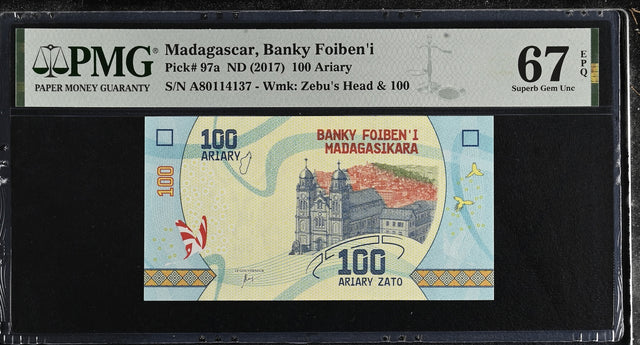 PMG®
PAPER MONEY GUARANTY
Madagascar, Banky Foiben'i
Pick# 97a ND (2017) 100 Ariary
S/N A80114137 - Wmk: Zebu's Head & 100
67
EPQ
Superb Gem Unc
100
ARIARY
BANKY FOIBEN'I
MADAGASIKARA
100
100
ARIARY ZATO